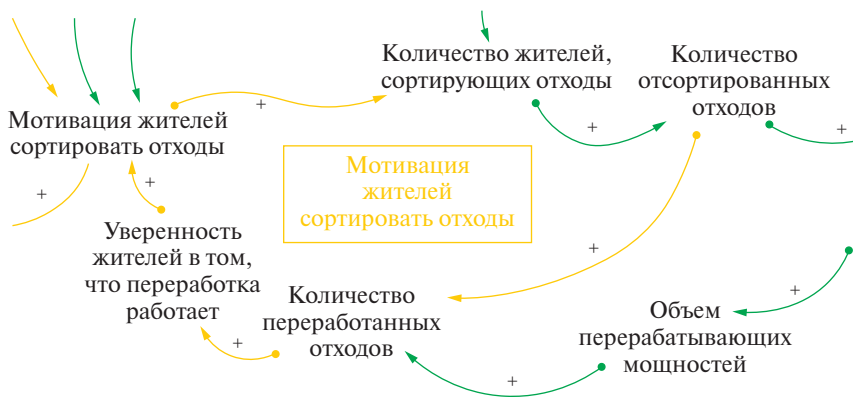 Количество жителей,
сортирующих отходы
Количество
отсортированных
отходов
+
Мотивация жителей
сортировать отходы
+
+
Мотивация
жителей
сортировать отходы
+
+
Уверенность
жителей в том,
что переработка
работает
+
Количество
переработанных
отходов
+
Объем
перерабатывающих
мощностей
+
+